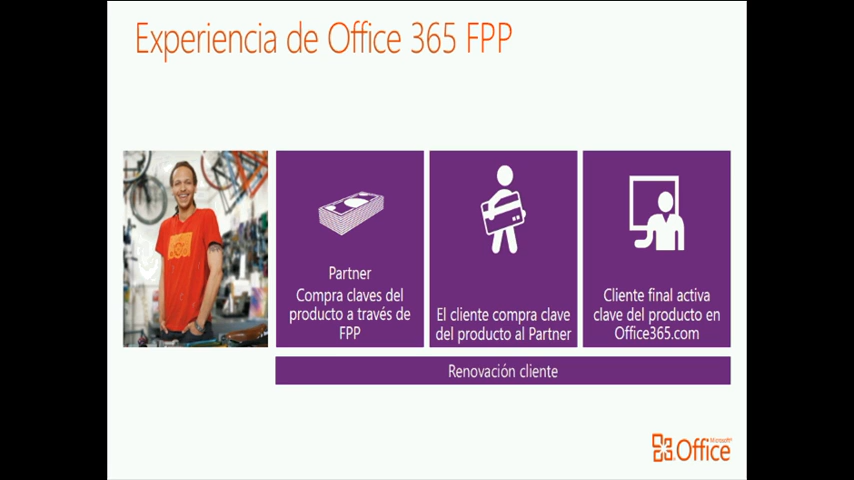 Experiencia de Office 365 FPP
Partner
Compra claves del
producto a través de
FPP
El cliente compra clave
del producto al Partner
Cliente final activa
clave del producto en
Office365.com
Renovación cliente
Microsoft
Office